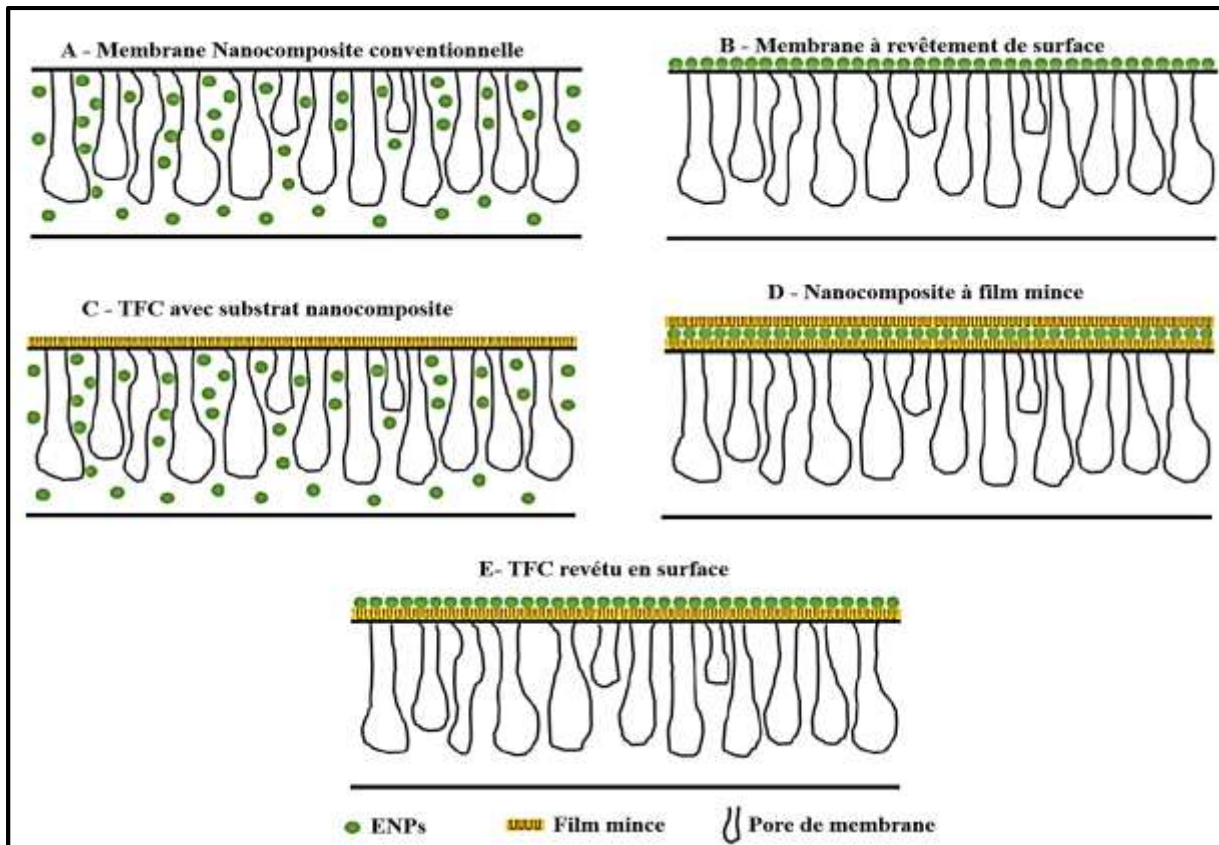 A - Membrane Nanocomposite conventionnelle
B - Membrane à revêtement de surface
C - TFC avec substrat nanocomposite
D - Nanocomposite à film mince
E- TFC revétu en surface
ENPs
Film mince
Pore de membrane